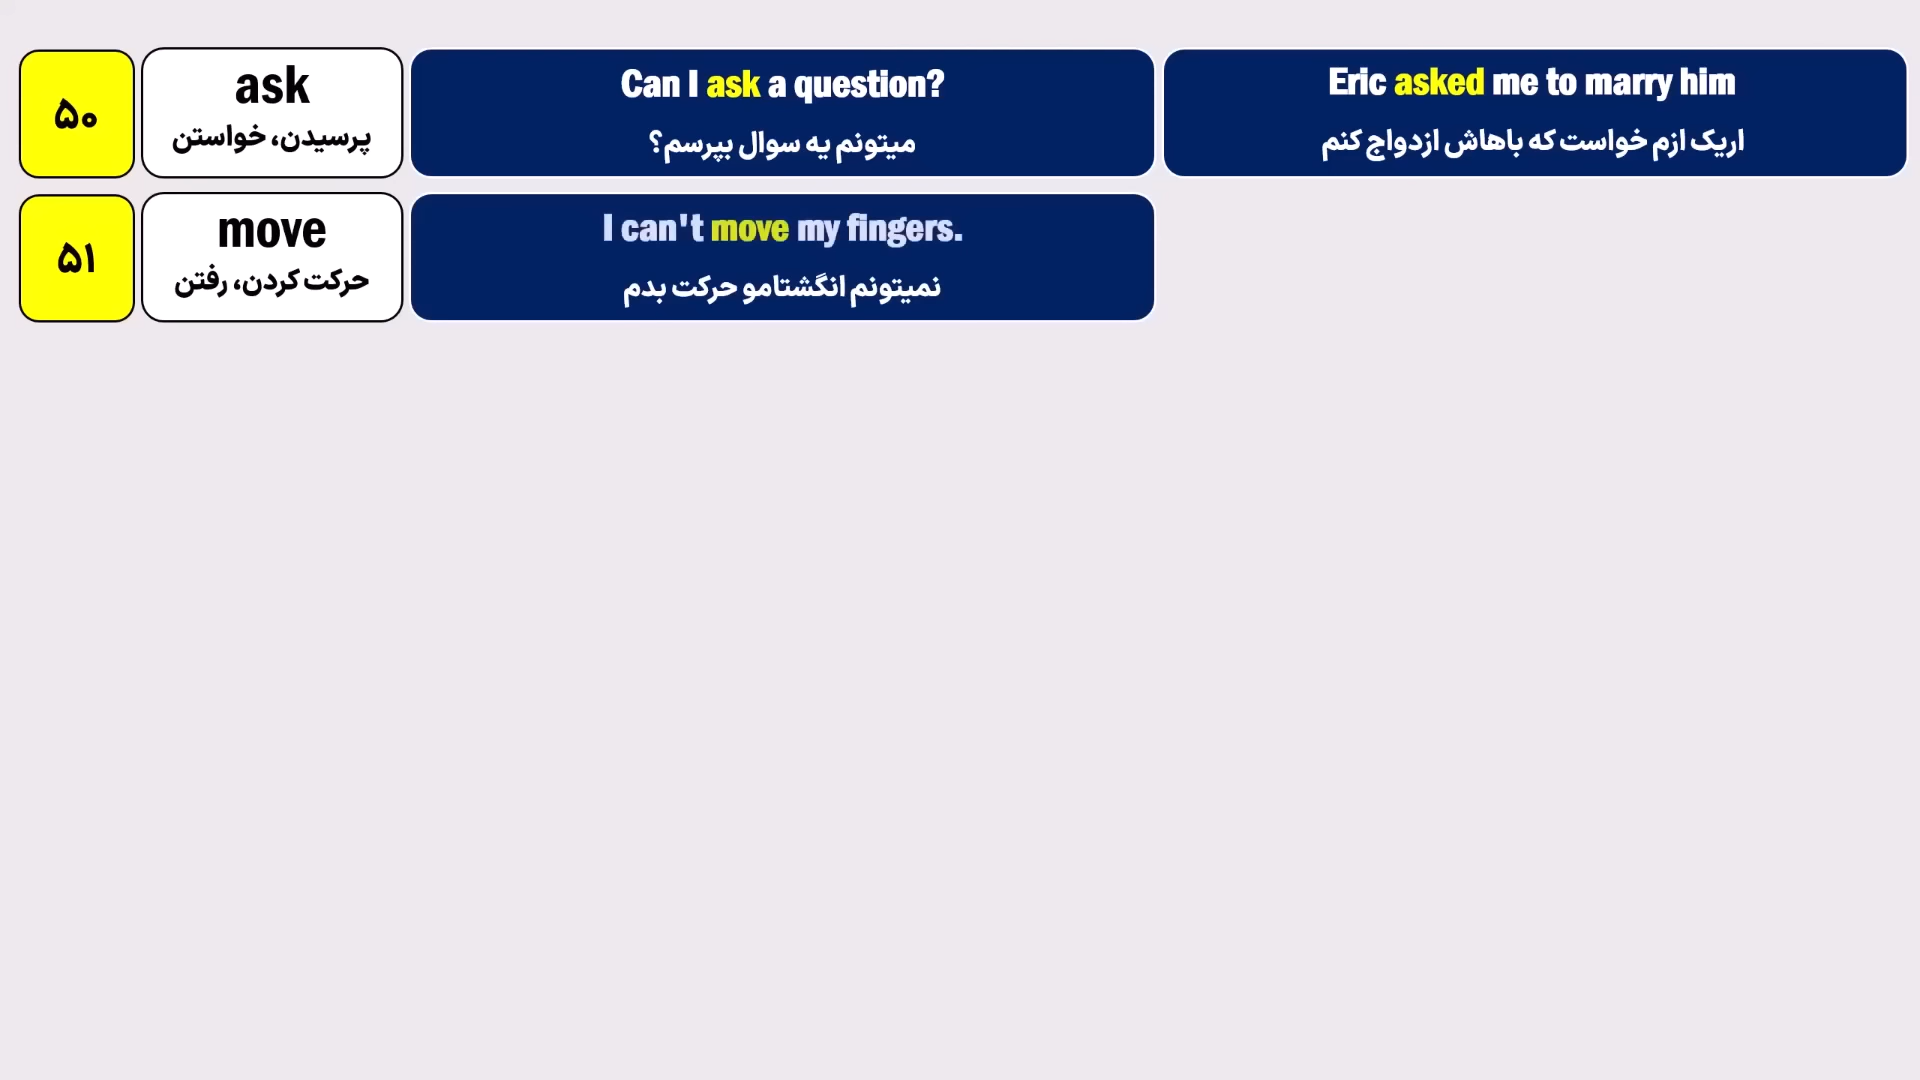 ۵۰
ask
پرسیدن، خواستن
Can I ask a question?
میتونم یه سوال بپرسم؟
Eric asked me to marry him
اریک ازم خواست که باهاش ازدواج کنم
۵۱
move
حرکت کردن، رفتن
I can't move my fingers.
نمیتونم انگشتامو حرکت بدم